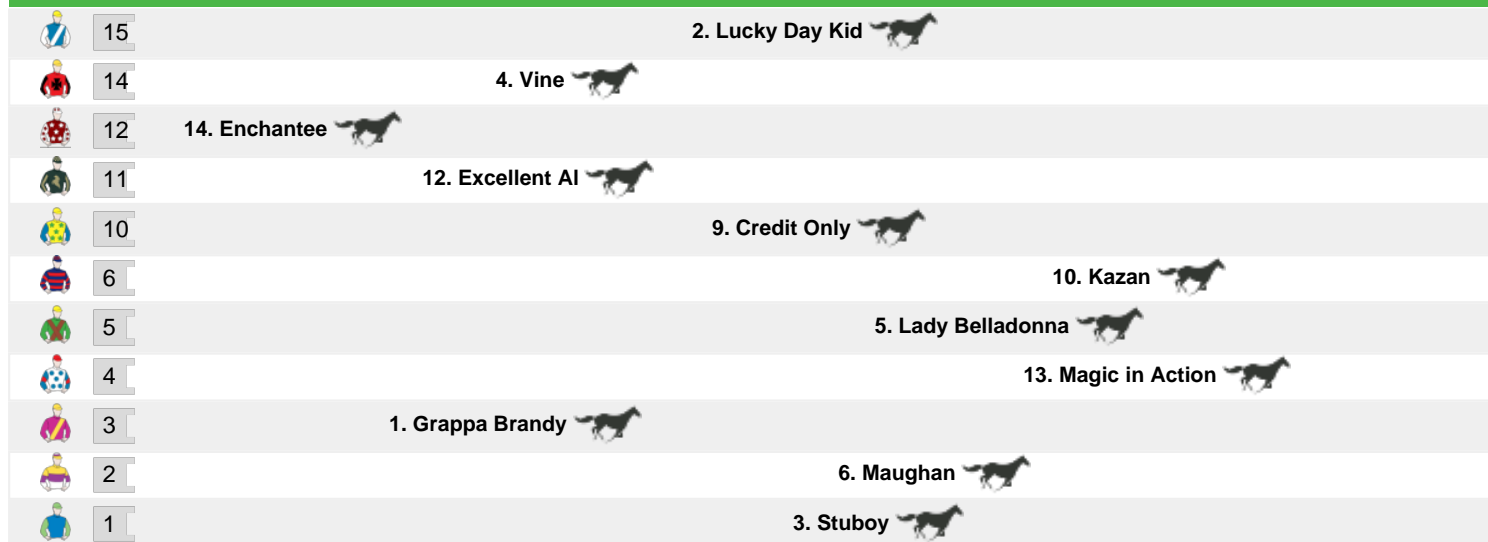 15 2. Lucky Day Kid
14 4. Vine
12 14. Enchantee
11 12. Excellent Al
10 9. Credit Only
6 10. Kazan
5 5. Lady Belladonna
4 13. Magic in Action
3 1. Grappa Brandy
2 6. Maughan
1 3. Stuboy